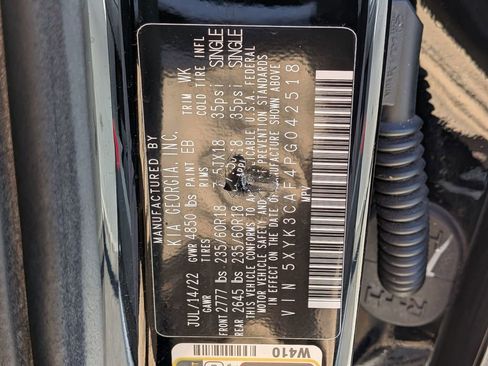 MANUFACTURED BY
KIA GEORGIA, INC.
JUL/14/22 GVWR 4850 lbs PAINT EB TRIM WK
GAWR TIRES RIMS COLD TIRE INFL
FRONT 2777 lbs 235/60R18 7.5JX18 35psi SINGLE
REAR 2645 lbs 235/60R18 35psi SINGLE
THIS VEHICLE CONFORMS TO ALL APPLICABLE U.S.A. FEDERAL
MOTOR VEHICLE SAFETY AND THEFT PREVENTION STANDARDS
IN EFFECT ON THE DATE OF MANUFACTURE SHOWN ABOVE
MPV
VIN 5XYK3CAF4PG042518
W410
R-TH